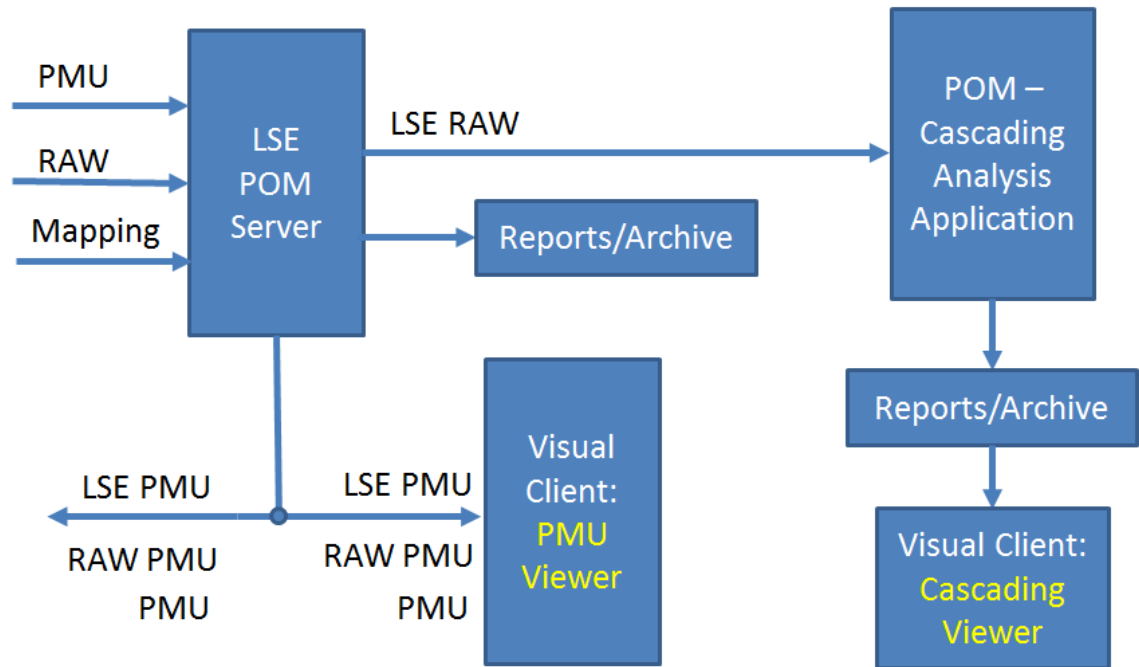 PMU
RAW
Mapping
LSE
POM
Server
LSE RAW
Reports/Archive
POM –
Cascading
Analysis
Application
Reports/Archive
Visual Client:
Cascading
Viewer
LSE PMU
RAW PMU
PMU
LSE PMU
RAW PMU
PMU
Visual
Client:
PMU
Viewer